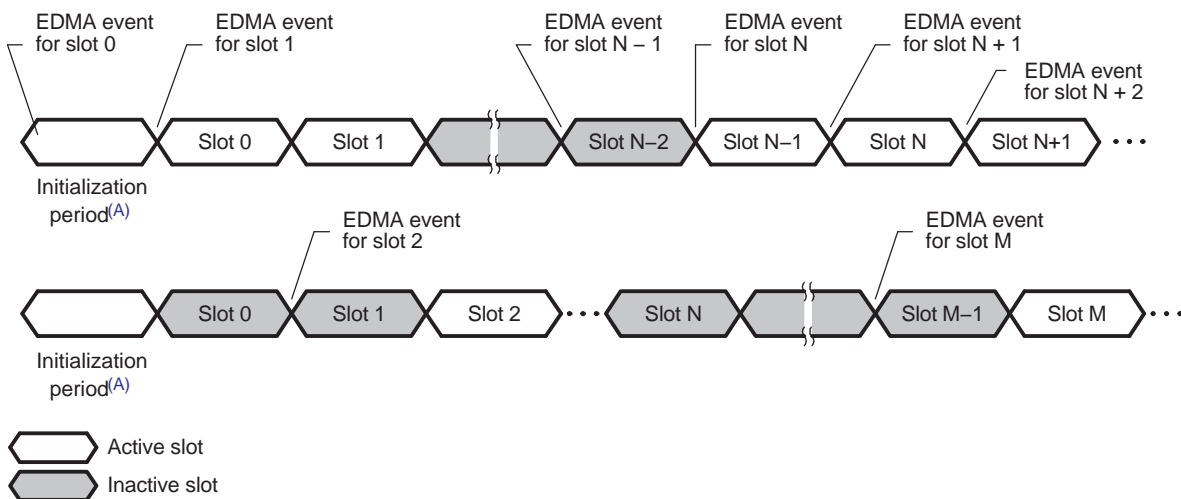 EDMA event
for slot 0
EDMA event
for slot 1
EDMA event
for slot N – 1
EDMA event
for slot N
EDMA event
for slot N + 1
EDMA event
for slot N + 2
Slot 0
Slot 1
Slot N–2
Slot N–1
Slot N
Slot N+1
Initialization
period(A)
EDMA event
for slot 2
EDMA event
for slot M
Slot 0
Slot 1
Slot 2
Slot N
Slot M–1
Slot M
Initialization
period(A)
Active slot
Inactive slot